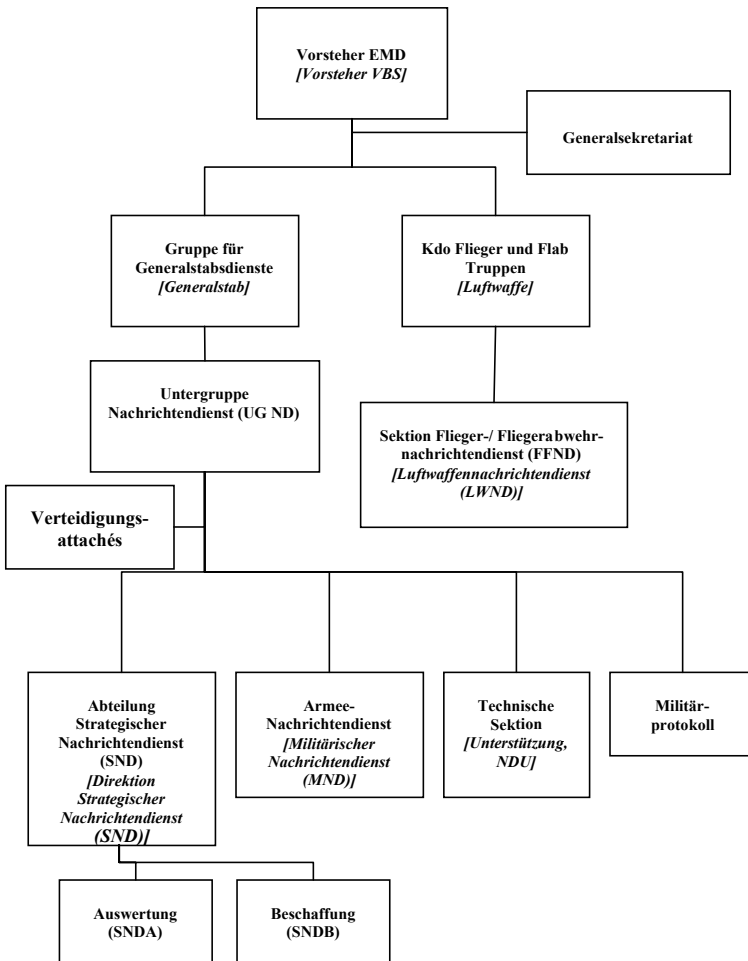 Vorsteher EMD
[Vorsteher VBS]
Generalsekretariat
Gruppe für
Generalstabsdienste
[Generalstab]
Kdo Flieger und Flab
Truppen
[Luftwaffe]
Untergruppe
Nachrichtendienst (UG ND)
Sektion Flieger-/ Fliegerabwehr-
nachrichtendienst (FFND)
[Luftwaffennachrichtendienst
(LWND)]
Verteidigungs-
attachés
Abteilung
Strategischer
Nachrichtendienst
(SND)
[Direktion
Strategischer
Nachrichtendienst
(SND)]
Armee-
Nachrichtendienst
[Militärischer
Nachrichtendienst
(MND)]
Technische
Sektion
[Unterstützung,
NDU]
Militär-
protokoll
Auswertung
(SNDA)
Beschaffung
(SNDB)